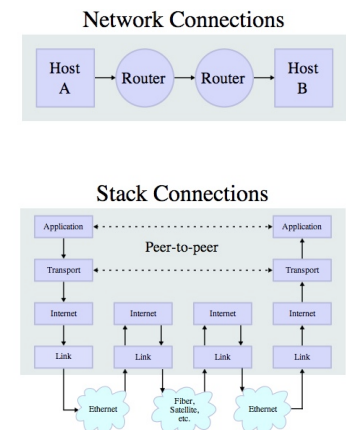 Network Connections
Host
A
Router
Router
Host
B
Stack Connections
Application
Application
Peer-to-peer
Transport
Transport
Internet
Internet
Internet
Internet
Link
Link
Link
Link
Ethernet
Fiber,
Satellite,
etc.
Ethernet